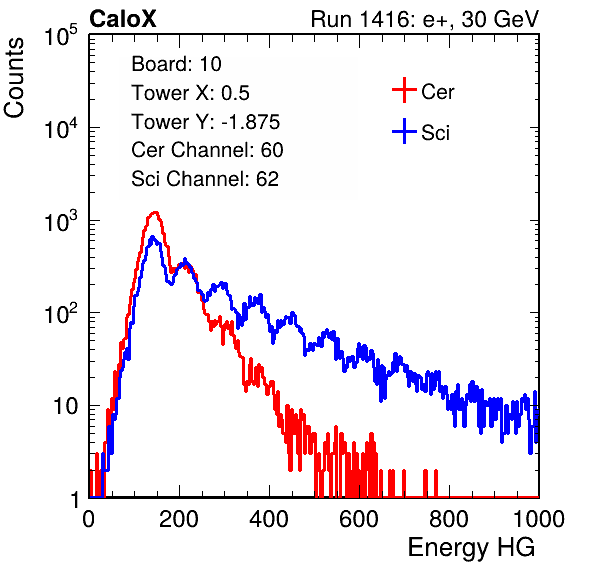 CaloX Run 1416: e+, 30 GeV
Counts
Board: 10
Tower X: 0.5
Tower Y: -1.875
Cer Channel: 60
Sci Channel: 62
Cer
Sci
10^5
10^4
10^3
10^2
10
1
0 200 400 600 800 1000
Energy HG